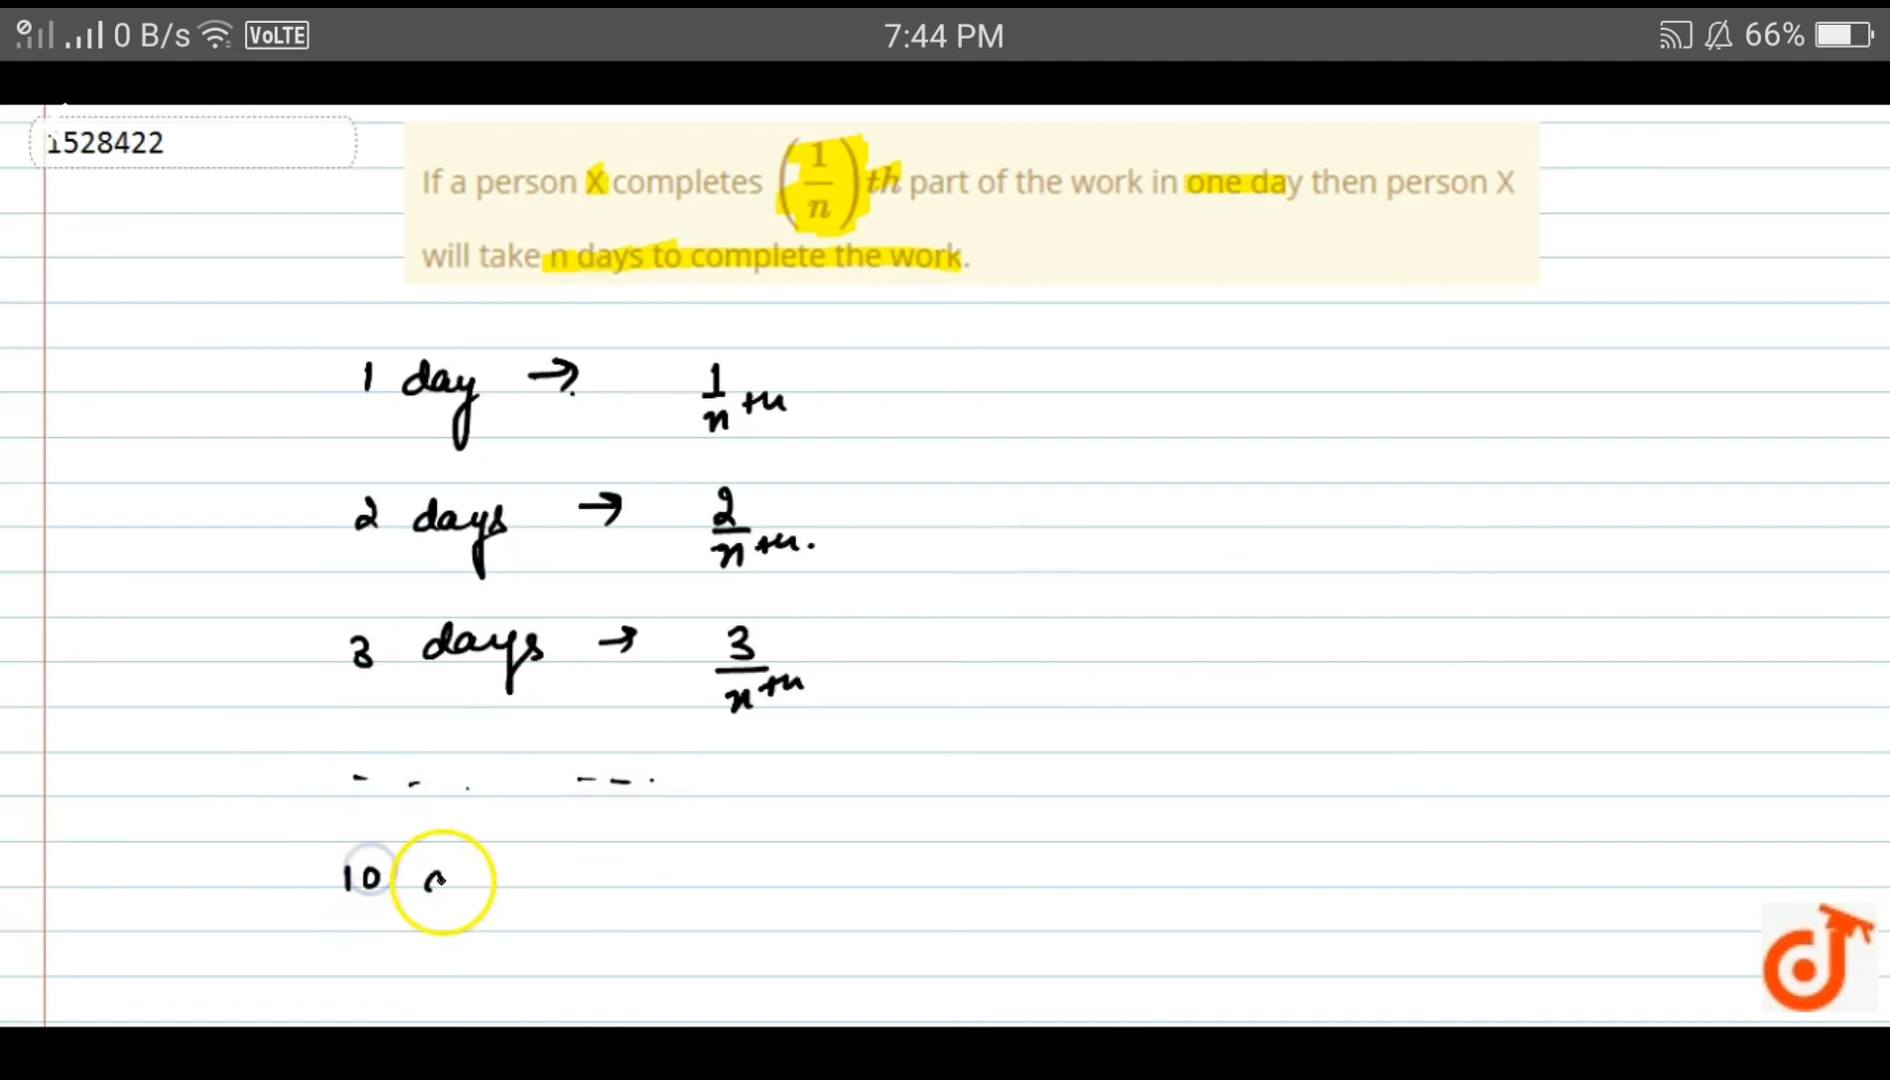 0 B/s VoLTE 7:44 PM 66%
1528422
If a person X completes (1/n)th part of the work in one day then person X
will take n days to complete the work.
1 day → 1/n th
2 days → 2/n th.
3 days → 3/n th
- - . - - .
10